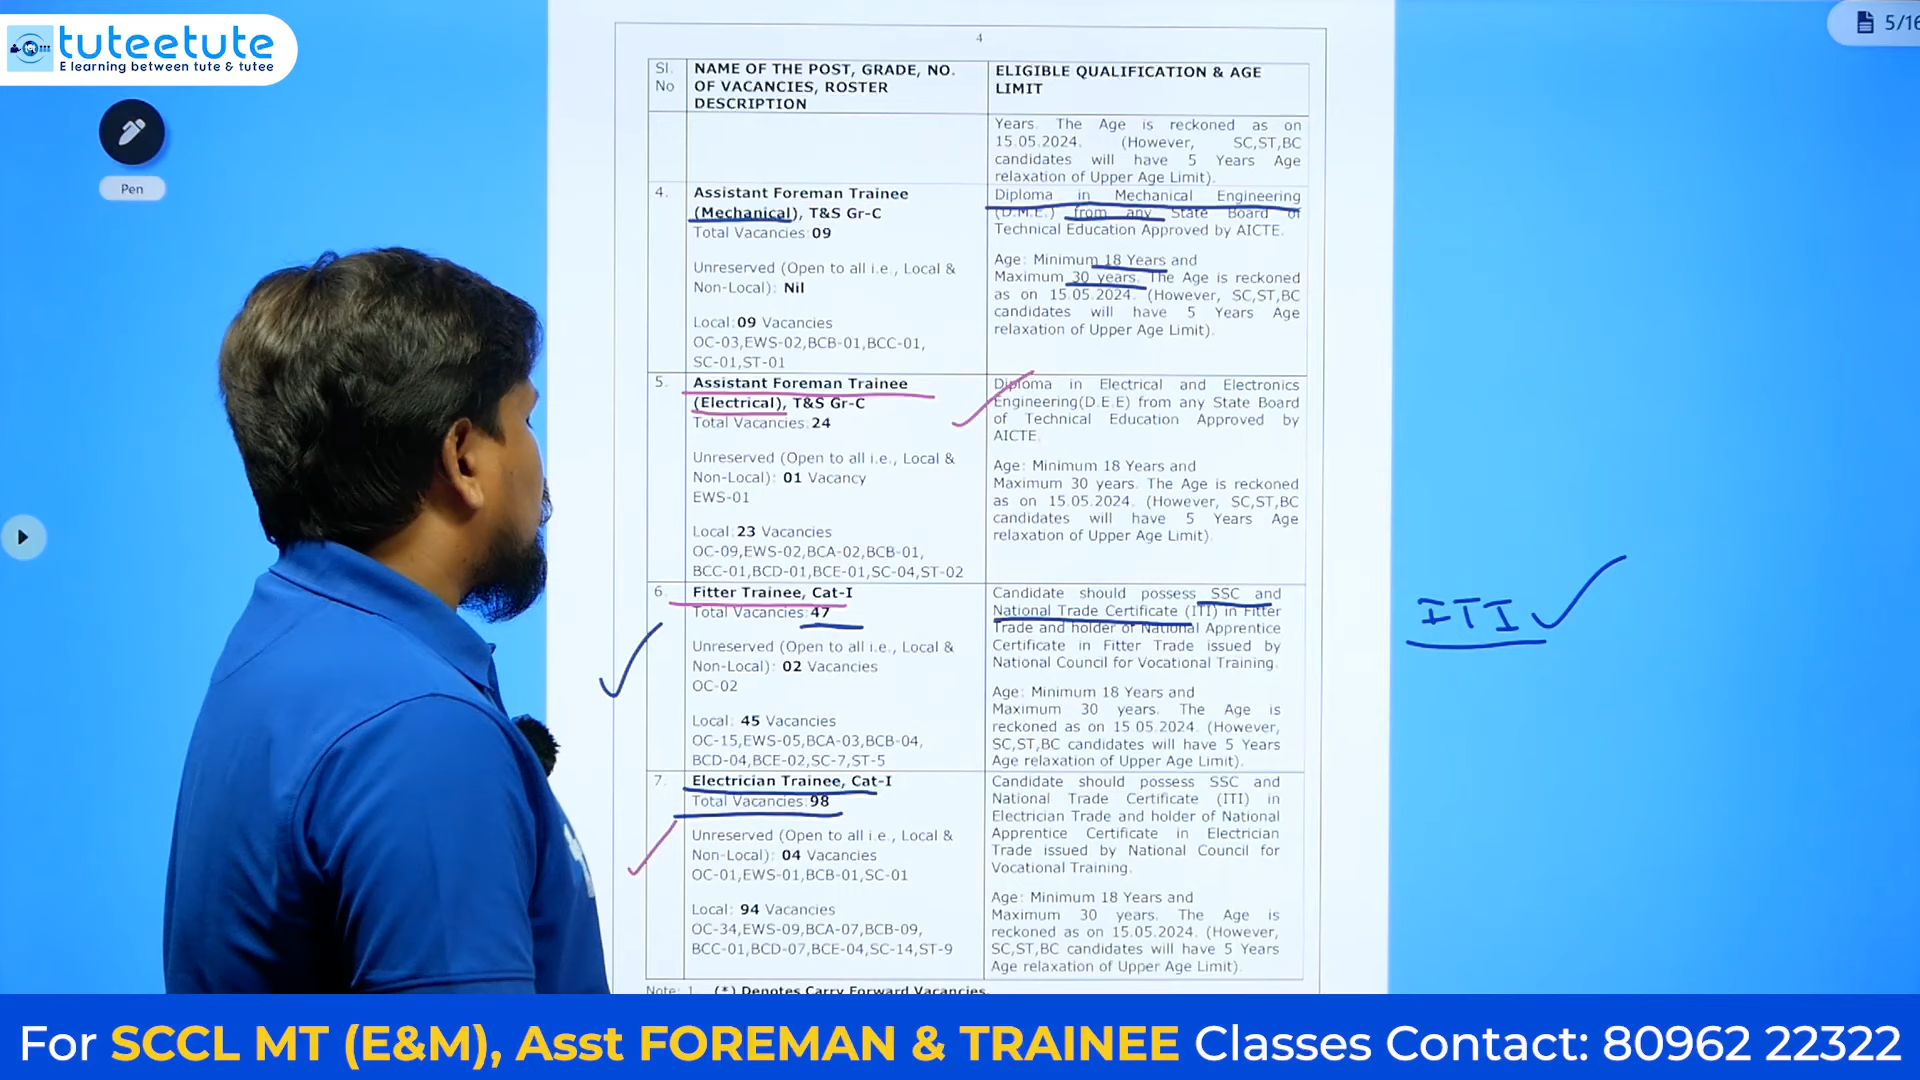 tuteetute
E learning between tute & tutee
5/16
Pen
4
Sl. No
NAME OF THE POST, GRADE, NO. OF VACANCIES, ROSTER DESCRIPTION
ELIGIBLE QUALIFICATION & AGE LIMIT
Years. The Age is reckoned as on
15.05.2024. (However, SC,ST,BC
candidates will have 5 Years Age
relaxation of Upper Age Limit).
4.
Assistant Foreman Trainee
(Mechanical), T&S Gr-C
Total Vacancies:09
Unreserved (Open to all i.e., Local &
Non-Local): Nil
Local:09 Vacancies
OC-03,EWS-02,BCB-01,BCC-01,
SC-01,ST-01
Diploma in Mechanical Engineering
(D.M.E.) from any State Board of
Technical Education Approved by AICTE.
Age: Minimum 18 Years and
Maximum 30 years. The Age is reckoned
as on 15.05.2024. (However, SC,ST,BC
candidates will have 5 Years Age
relaxation of Upper Age Limit).
5.
Assistant Foreman Trainee
(Electrical), T&S Gr-C
Total Vacancies:24
Unreserved (Open to all i.e., Local &
Non-Local): 01 Vacancy
EWS-01
Local:23 Vacancies
OC-09,EWS-02,BCA-02,BCB-01,
BCC-01,BCD-01,BCE-01,SC-04,ST-02
Diploma in Electrical and Electronics
Engineering(D.E.E) from any State Board
of Technical Education Approved by
AICTE.
Age: Minimum 18 Years and
Maximum 30 years. The Age is reckoned
as on 15.05.2024. (However, SC,ST,BC
candidates will have 5 Years Age
relaxation of Upper Age Limit).
6.
Fitter Trainee, Cat-I
Total Vacancies:47
Unreserved (Open to all i.e., Local &
Non-Local): 02 Vacancies
OC-02
Local: 45 Vacancies
OC-15,EWS-05,BCA-03,BCB-04,
BCD-04,BCE-02,SC-7,ST-5
Candidate should possess SSC and
National Trade Certificate (ITI) in Fitter
Trade and holder of National Apprentice
Certificate in Fitter Trade issued by
National Council for Vocational Training.
Age: Minimum 18 Years and
Maximum 30 years. The Age is
reckoned as on 15.05.2024. (However,
SC,ST,BC candidates will have 5 Years
Age relaxation of Upper Age Limit).
ITI
7.
Electrician Trainee, Cat-I
Total Vacancies:98
Unreserved (Open to all i.e., Local &
Non-Local): 04 Vacancies
OC-01,EWS-01,BCB-01,SC-01
Local: 94 Vacancies
OC-34,EWS-09,BCA-07,BCB-09,
BCC-01,BCD-07,BCE-04,SC-14,ST-9
Candidate should possess SSC and
National Trade Certificate (ITI) in
Electrician Trade and holder of National
Apprentice Certificate in Electrician
Trade issued by National Council for
Vocational Training.
Age: Minimum 18 Years and
Maximum 30 years. The Age is
reckoned as on 15.05.2024. (However,
SC,ST,BC candidates will have 5 Years
Age relaxation of Upper Age Limit).
Note: 1. (*) Denotes Carry Forward Vacancies.
For SCCL MT (E&M), Asst FOREMAN & TRAINEE Classes Contact: 80962 22322